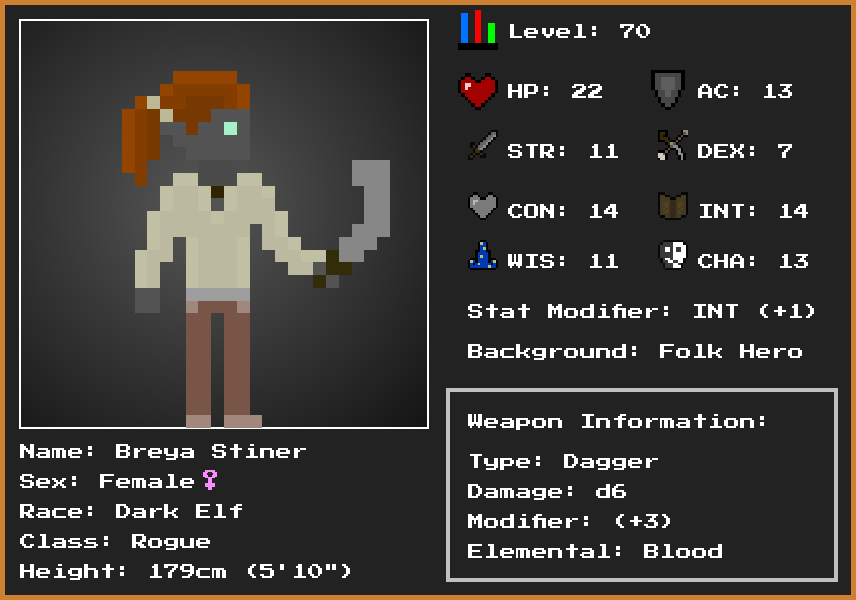 Level: 70
HP: 22
AC: 13
STR: 11
DEX: 7
CON: 14
INT: 14
WIS: 11
CHA: 13
Stat Modifier: INT (+1)
Background: Folk Hero
Weapon Information:
Type: Dagger
Damage: d6
Modifier: (+3)
Elemental: Blood
Name: Breya Stiner
Sex: Female♀
Race: Dark Elf
Class: Rogue
Height: 179cm (5'10")